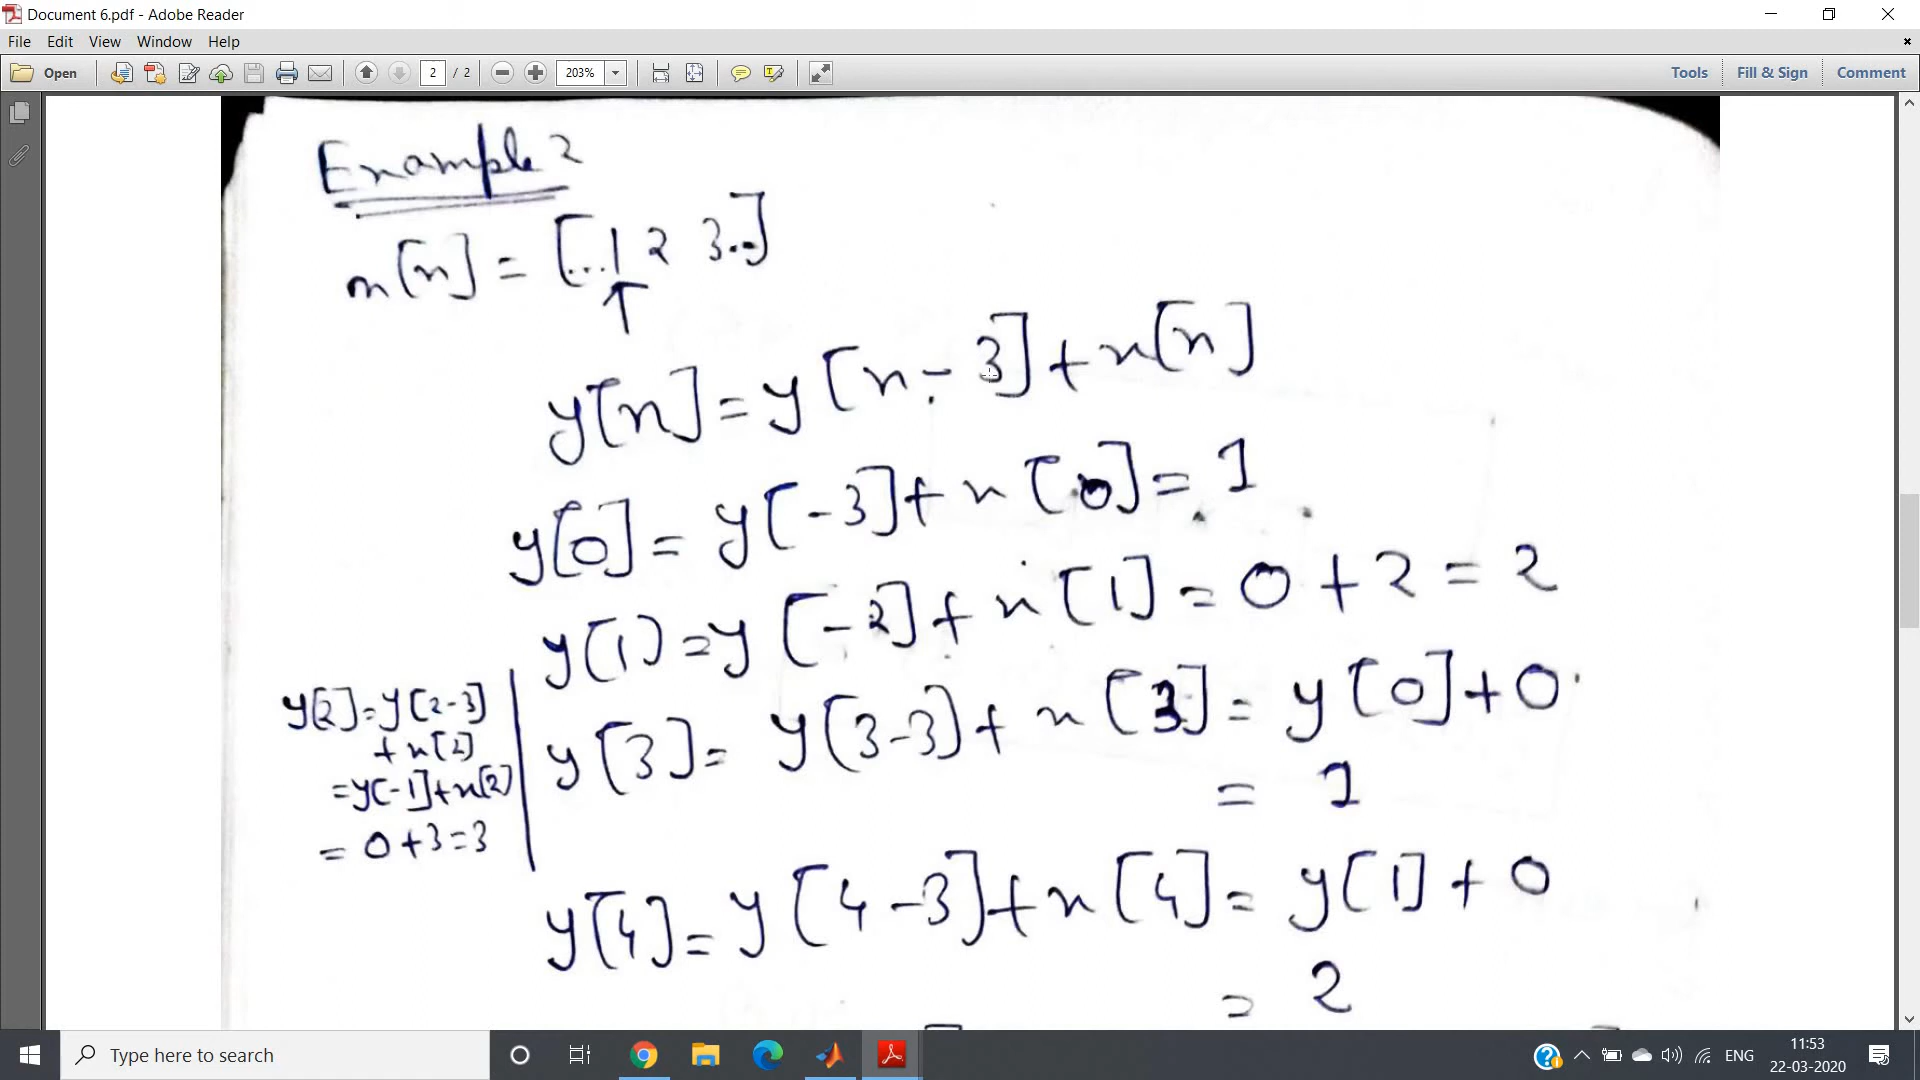 Document 6.pdf - Adobe Reader
File Edit View Window Help
Open 2 / 2 203% Tools Fill & Sign Comment
Example 2
x[n] = [...1 2 3..]
↑
y[n] = y[n-3] + x[n]
y[0] = y[-3] + x[0] = 1
y[1] = y[-2] + x[1] = 0 + 2 = 2
y[2] = y[2-3]
+ x[2]
= y[-1] + x[2]
= 0 + 3 = 3
y[3] = y[3-3] + x[3] = y[0] + 0
= 1
y[4] = y[4-3] + x[4] = y[1] + 0
= 2
Type here to search
ENG
11:53
22-03-2020